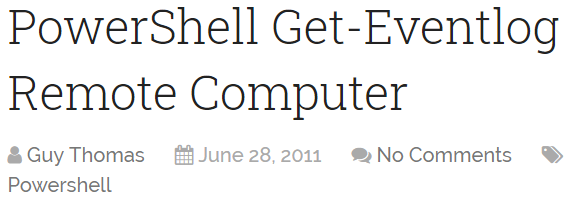 PowerShell Get-Eventlog
Remote Computer
Guy Thomas June 28, 2011 No Comments
Powershell